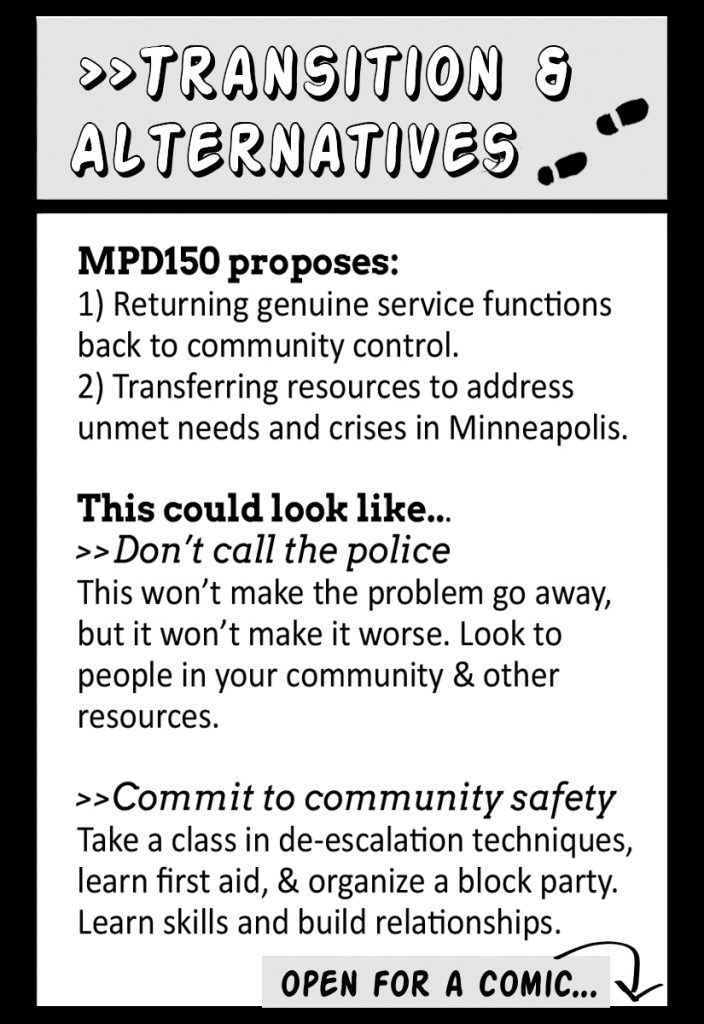 >>TRANSITION &
ALTERNATIVES
MPD150 proposes:
1) Returning genuine service functions
back to community control.
2) Transferring resources to address
unmet needs and crises in Minneapolis.
This could look like...
>>Don't call the police
This won't make the problem go away,
but it won't make it worse. Look to
people in your community & other
resources.
>>Commit to community safety
Take a class in de-escalation techniques,
learn first aid, & organize a block party.
Learn skills and build relationships.
OPEN FOR A COMIC...